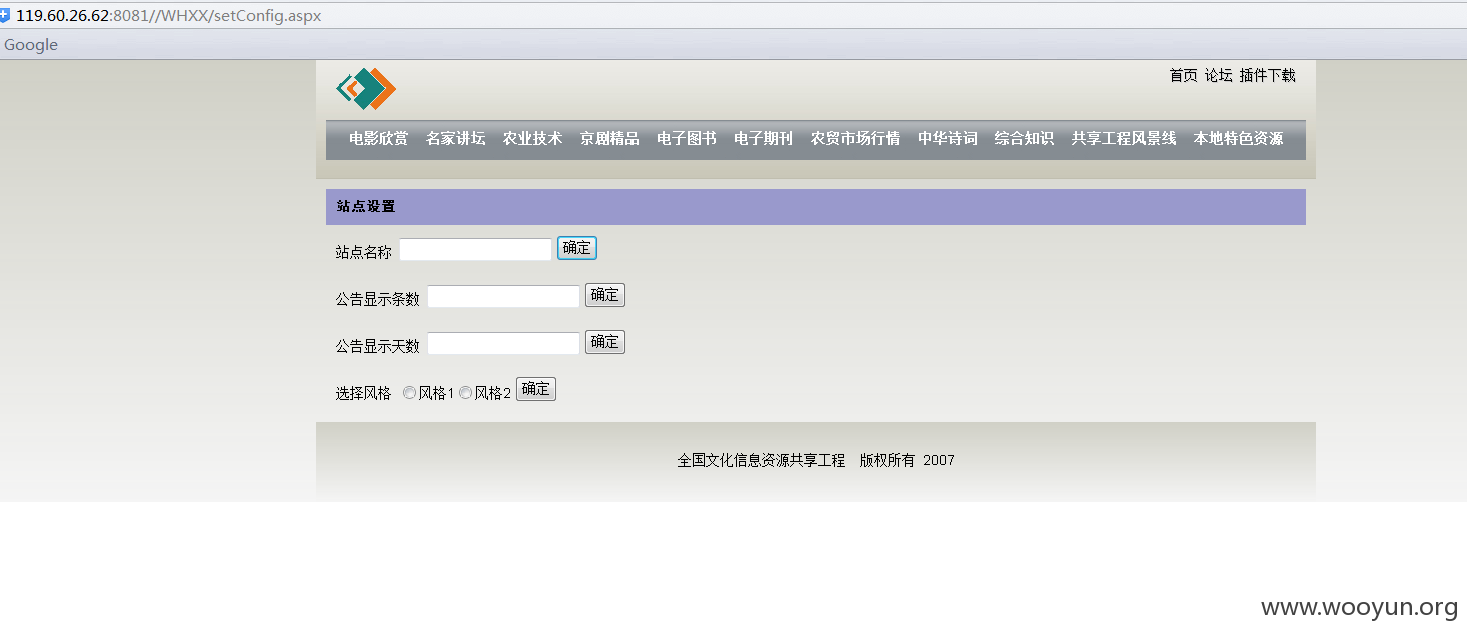 119.60.26.62:8081//WHXX/setConfig.aspx
Google
首页 论坛 插件下载
电影欣赏 名家讲坛 农业技术 京剧精品 电子图书 电子期刊 农贸市场行情 中华诗词 综合知识 共享工程风景线 本地特色资源
站点设置
站点名称 确定
公告显示条数 确定
公告显示天数 确定
选择风格 风格1 风格2 确定
全国文化信息资源共享工程 版权所有 2007
www.wooyun.org